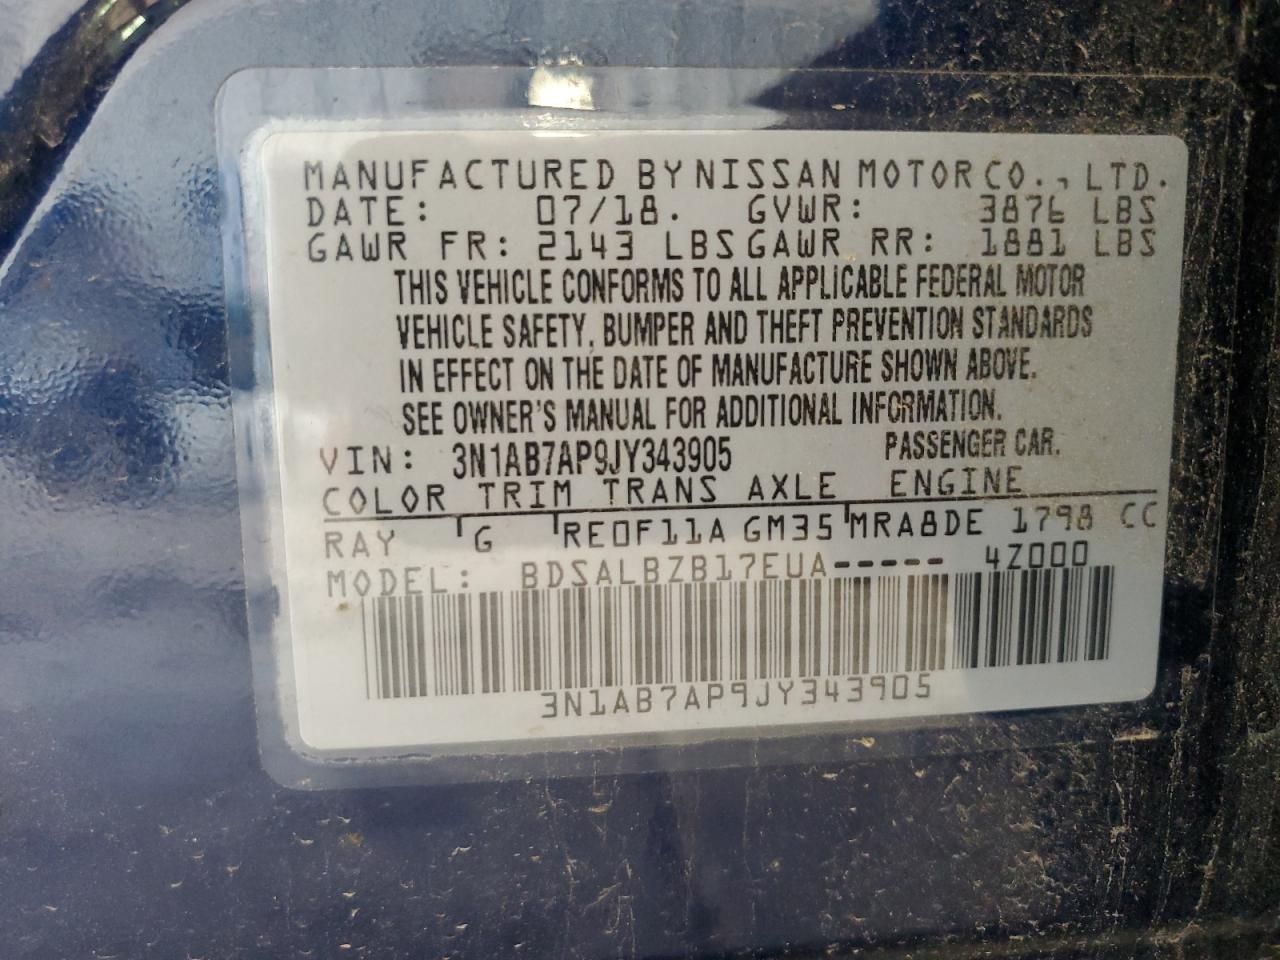 MANUFACTURED BY NISSAN MOTOR CO., LTD.
DATE: 07/18. GVWR: 3876 LBS
GAWR FR: 2143 LBS GAWR RR: 1881 LBS
THIS VEHICLE CONFORMS TO ALL APPLICABLE FEDERAL MOTOR
VEHICLE SAFETY, BUMPER AND THEFT PREVENTION STANDARDS
IN EFFECT ON THE DATE OF MANUFACTURE SHOWN ABOVE.
SEE OWNER'S MANUAL FOR ADDITIONAL INFORMATION.
VIN: 3N1AB7AP9JY343905 PASSENGER CAR.
COLOR TRIM TRANS AXLE ENGINE
RAY G RE0F11A GM35 MRA8DE 1798 CC
MODEL: BDSALBZB17EUA----- 4Z000
3N1AB7AP9JY343905